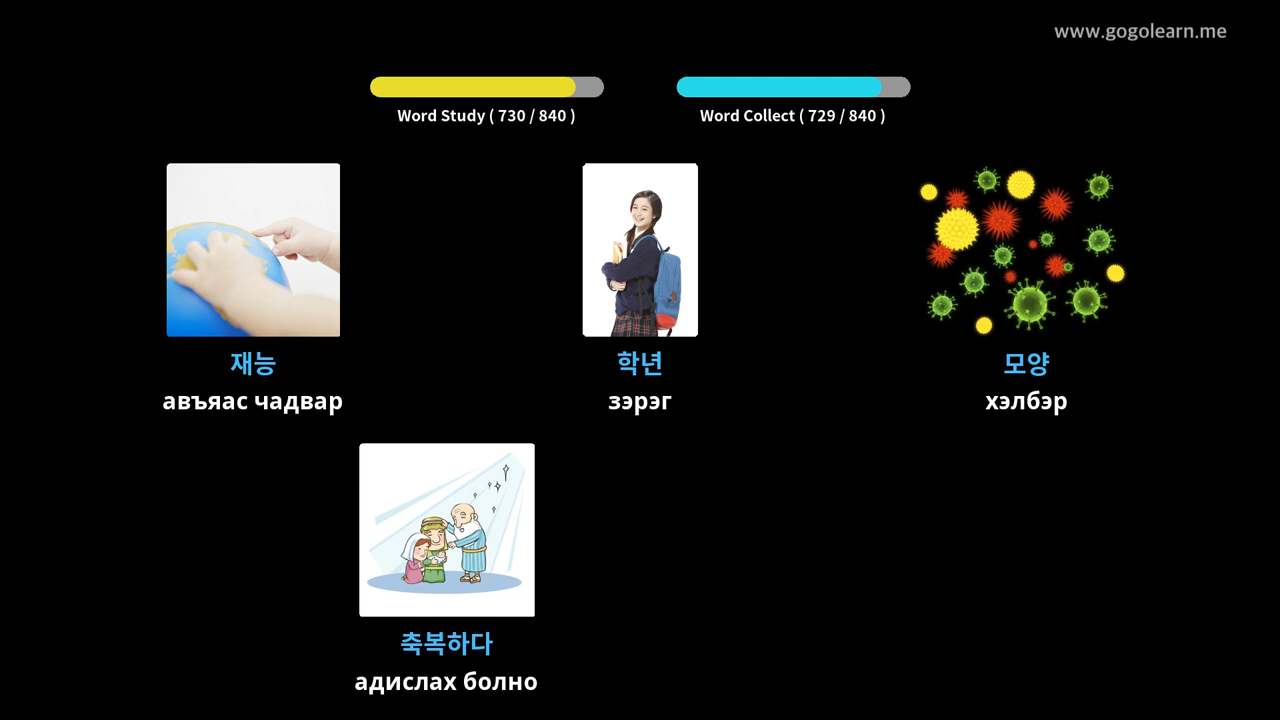 www.gogolearn.me
Word Study ( 730 / 840 )
Word Collect ( 729 / 840 )
재능
авъяас чадвар
학년
зэрэг
모양
хэлбэр
축복하다
адислах болно